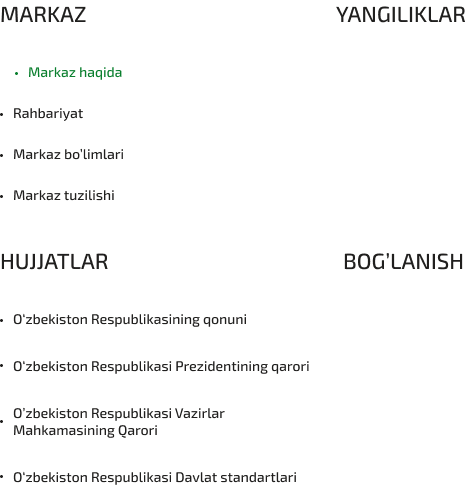 MARKAZ
YANGILIKLAR
• Markaz haqida
• Rahbariyat
• Markaz bo’limlari
• Markaz tuzilishi
HUJJATLAR
BOG’LANISH
• O‘zbekiston Respublikasining qonuni
• O‘zbekiston Respublikasi Prezidentining qarori
• O’zbekiston Respublikasi Vazirlar
Mahkamasining Qarori
• O‘zbekiston Respublikasi Davlat standartlari